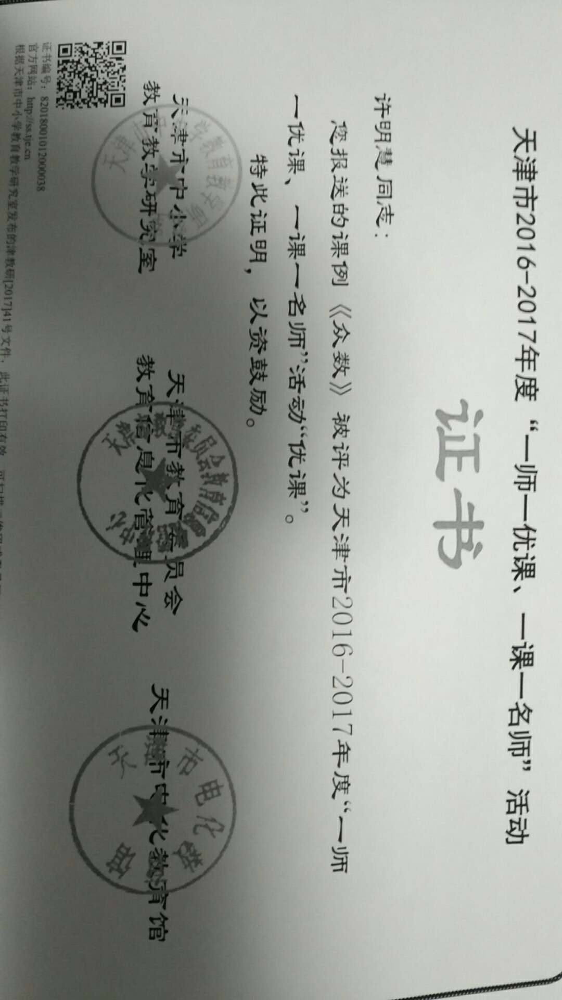 天津市2016-2017年度“一师一优课、一课一名师”活动
证书
许明慧同志：
您报送的课例《众数》被评为天津市2016-2017年度“一师
一优课、一课一名师”活动“优课”。
特此证明，以资鼓励。
天津市中小学
教育教学研究室
天津市教育委员会
教育信息化管理中心
天津市电化教育馆
证书编号：82018001012000038
官方网站：http://ss.tje.cn
根据天津市中小学教育教学研究室发布的津教研[2017]41号文件，此证书打印有效